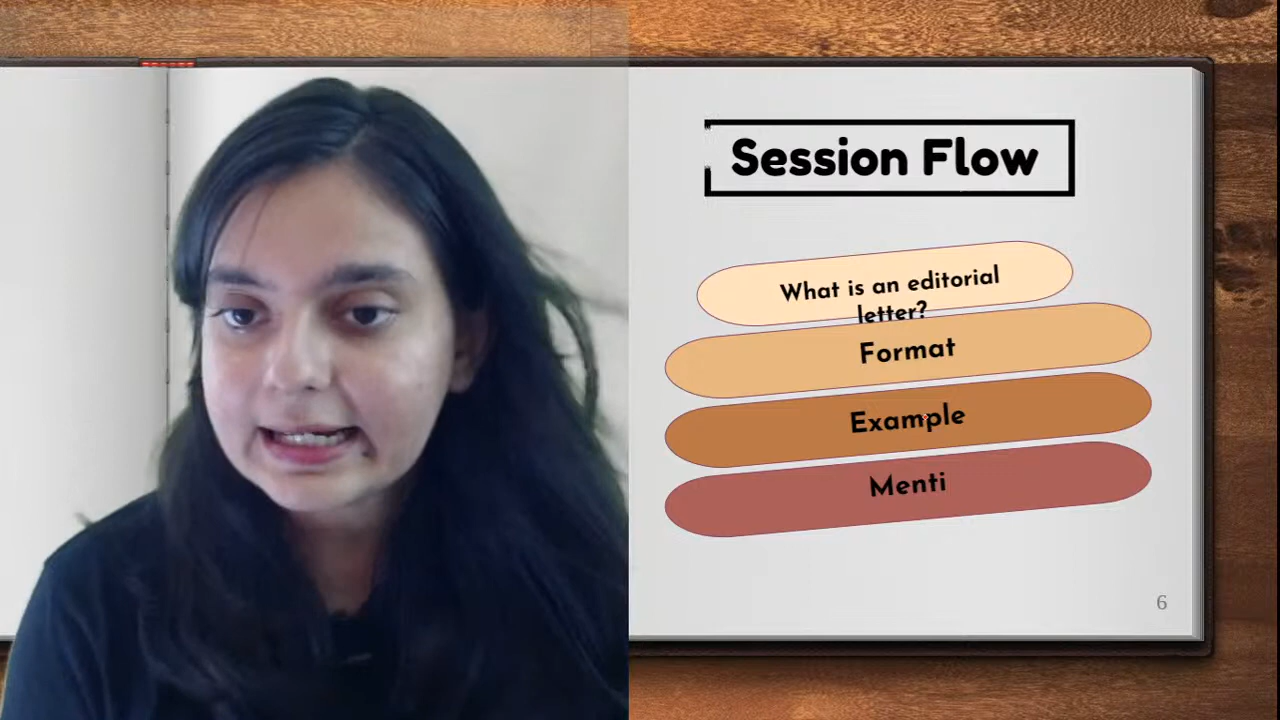 Session Flow
What is an editorial
letter?
Format
Example
Menti
6